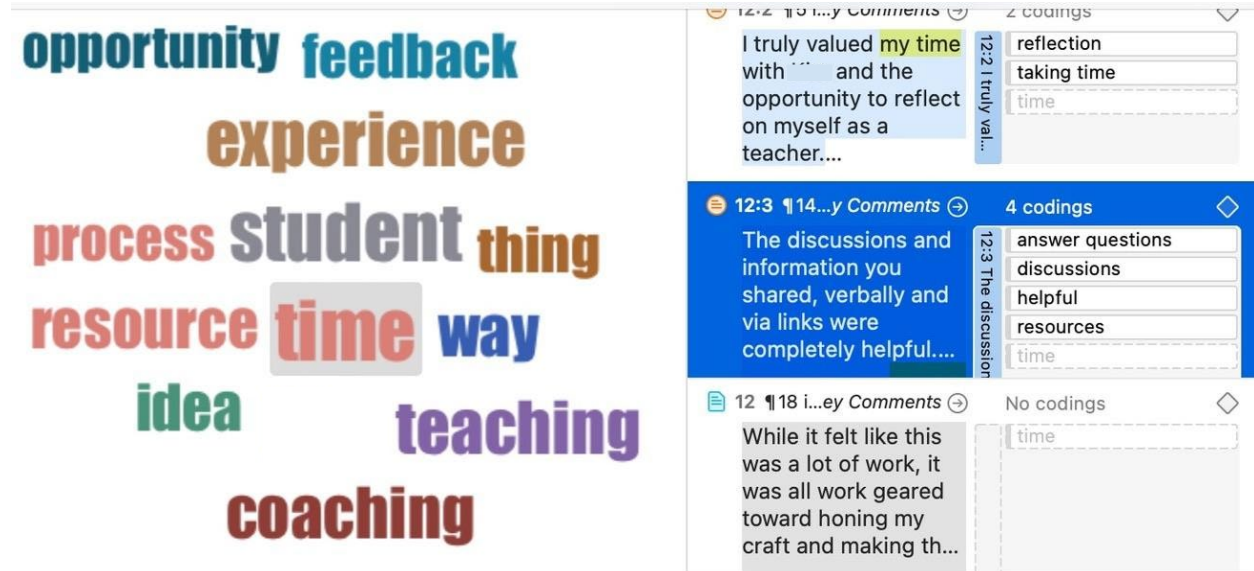 opportunity feedback
experience
process student thing
resource time way
idea
teaching
coaching
2 codings
I truly valued my time
with and the
opportunity to reflect
on myself as a
teacher....
12:2 I truly val...
reflection
taking time
time
12:3 ¶14...y Comments
4 codings
The discussions and
information you
shared, verbally and
via links were
completely helpful....
12:3 The discussion
answer questions
discussions
helpful
resources
time
12 ¶18 i...ey Comments
No codings
While it felt like this
was a lot of work, it
was all work geared
toward honing my
craft and making th...
time